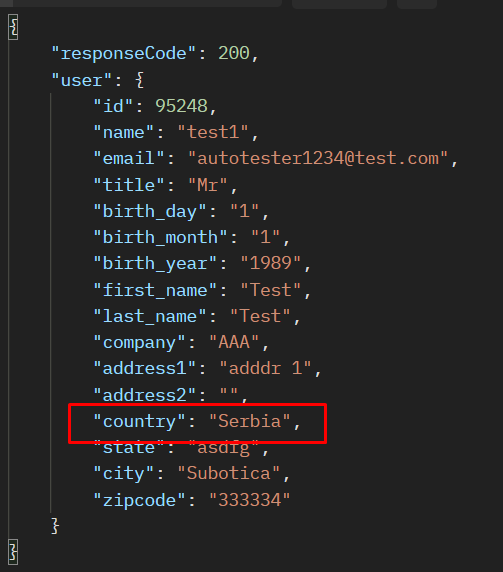 {
"responseCode": 200,
"user": {
"id": 95248,
"name": "test1",
"email": "autotester1234@test.com",
"title": "Mr",
"birth_day": "1",
"birth_month": "1",
"birth_year": "1989",
"first_name": "Test",
"last_name": "Test",
"company": "AAA",
"address1": "adddr 1",
"address2": "",
"country": "Serbia",
"state": "asdfg",
"city": "Subotica",
"zipcode": "333334"
}
}